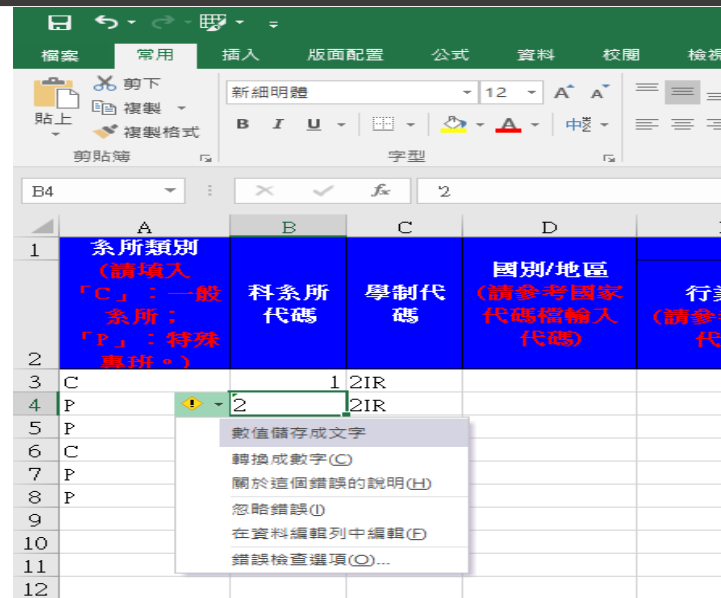 檔案 常用 插入 版面配置 公式 資料 校閱 檢視
剪下
複製
複製格式
貼上
剪貼簿
新細明體 12 A A
B I U A 中
字型
B4 fx '2
A B C D
1 系所類別
(請填入
「C」：一般
系所；
「P」：特殊
專班。)
科系所
代碼
學制代
碼
國別/地區
(請參考國家
代碼檔輸入
代碼)
2
3 C 1 2IR
4 P 2 2IR
5 P
6 C
7 P
8 P
9
10
11
12
數值儲存成文字
轉換成數字(C)
關於這個錯誤的說明(H)
忽略錯誤(I)
在資料編輯列中編輯(F)
錯誤檢查選項(O)...